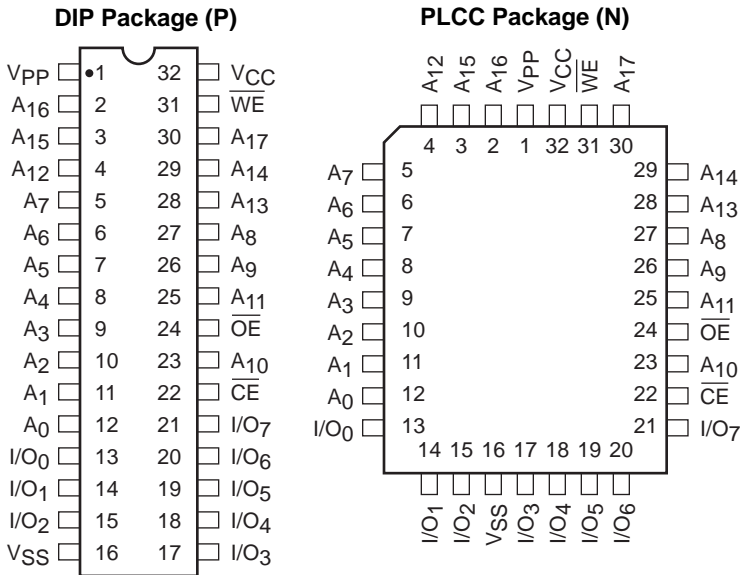 DIP Package (P)
VPP 1 32 VCC
A16 2 31 WE
A15 3 30 A17
A12 4 29 A14
A7 5 28 A13
A6 6 27 A8
A5 7 26 A9
A4 8 25 A11
A3 9 24 OE
A2 10 23 A10
A1 11 22 CE
A0 12 21 I/O7
I/O0 13 20 I/O6
I/O1 14 19 I/O5
I/O2 15 18 I/O4
VSS 16 17 I/O3
PLCC Package (N)
A12 A15 A16 VPP VCC WE A17
4 3 2 1 32 31 30
A7 5 29 A14
A6 6 28 A13
A5 7 27 A8
A4 8 26 A9
A3 9 25 A11
A2 10 24 OE
A1 11 23 A10
A0 12 22 CE
I/O0 13 21 I/O7
14 15 16 17 18 19 20
I/O1 I/O2 VSS I/O3 I/O4 I/O5 I/O6